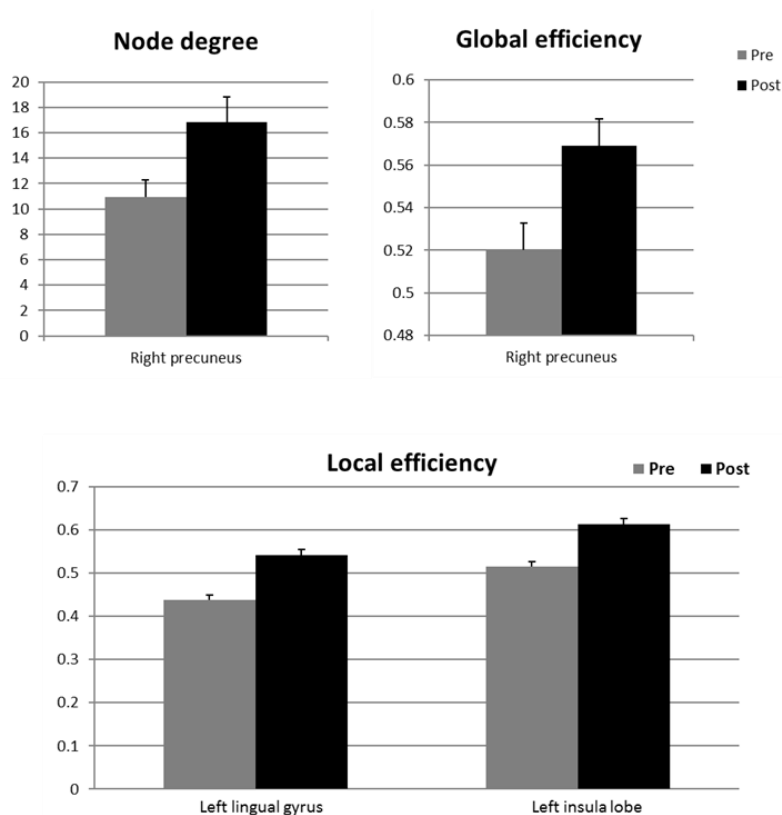 Node degree
20
18
16
14
12
10
8
6
4
2
0
Right precuneus
Global efficiency
Pre
Post
0.6
0.58
0.56
0.54
0.52
0.5
0.48
Right precuneus
Local efficiency
Pre Post
0.7
0.6
0.5
0.4
0.3
0.2
0.1
0
Left lingual gyrus Left insula lobe